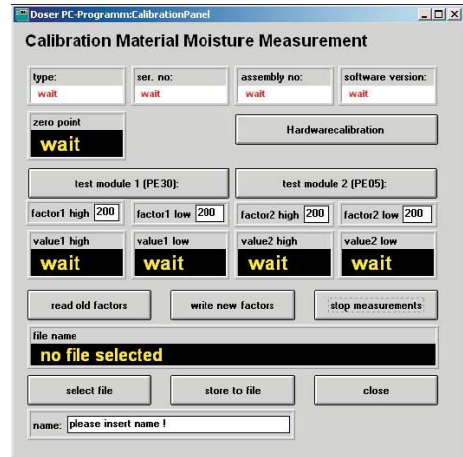 Doser PC-Programm:CalibrationPanel
Calibration Material Moisture Measurement
type: ser. no: assembly no: software version:
wait wait wait wait
zero point
wait
Hardwarecalibration
test module 1 (PE30): test module 2 (PE05):
factor1 high 200 factor1 low 200 factor2 high 200 factor2 low 200
value1 high value1 low value2 high value2 low
wait wait wait wait
read old factors write new factors stop measurements
file name
no file selected
select file store to file close
name: please insert name !